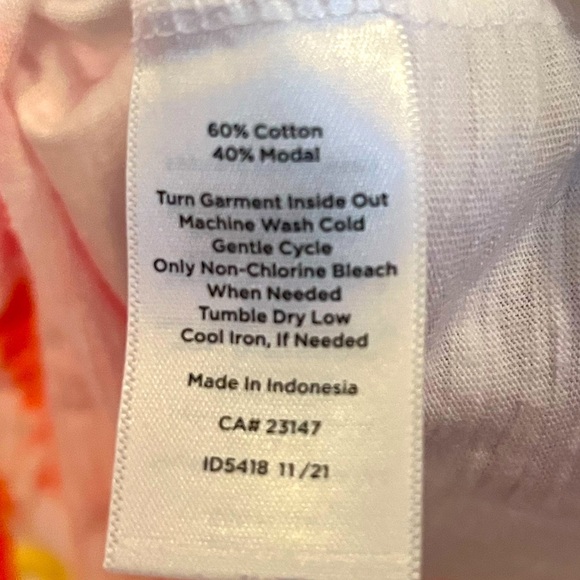 60% Cotton
40% Modal
Turn Garment Inside Out
Machine Wash Cold
Gentle Cycle
Only Non-Chlorine Bleach
When Needed
Tumble Dry Low
Cool Iron, If Needed
Made In Indonesia
CA# 23147
ID5418 11/21